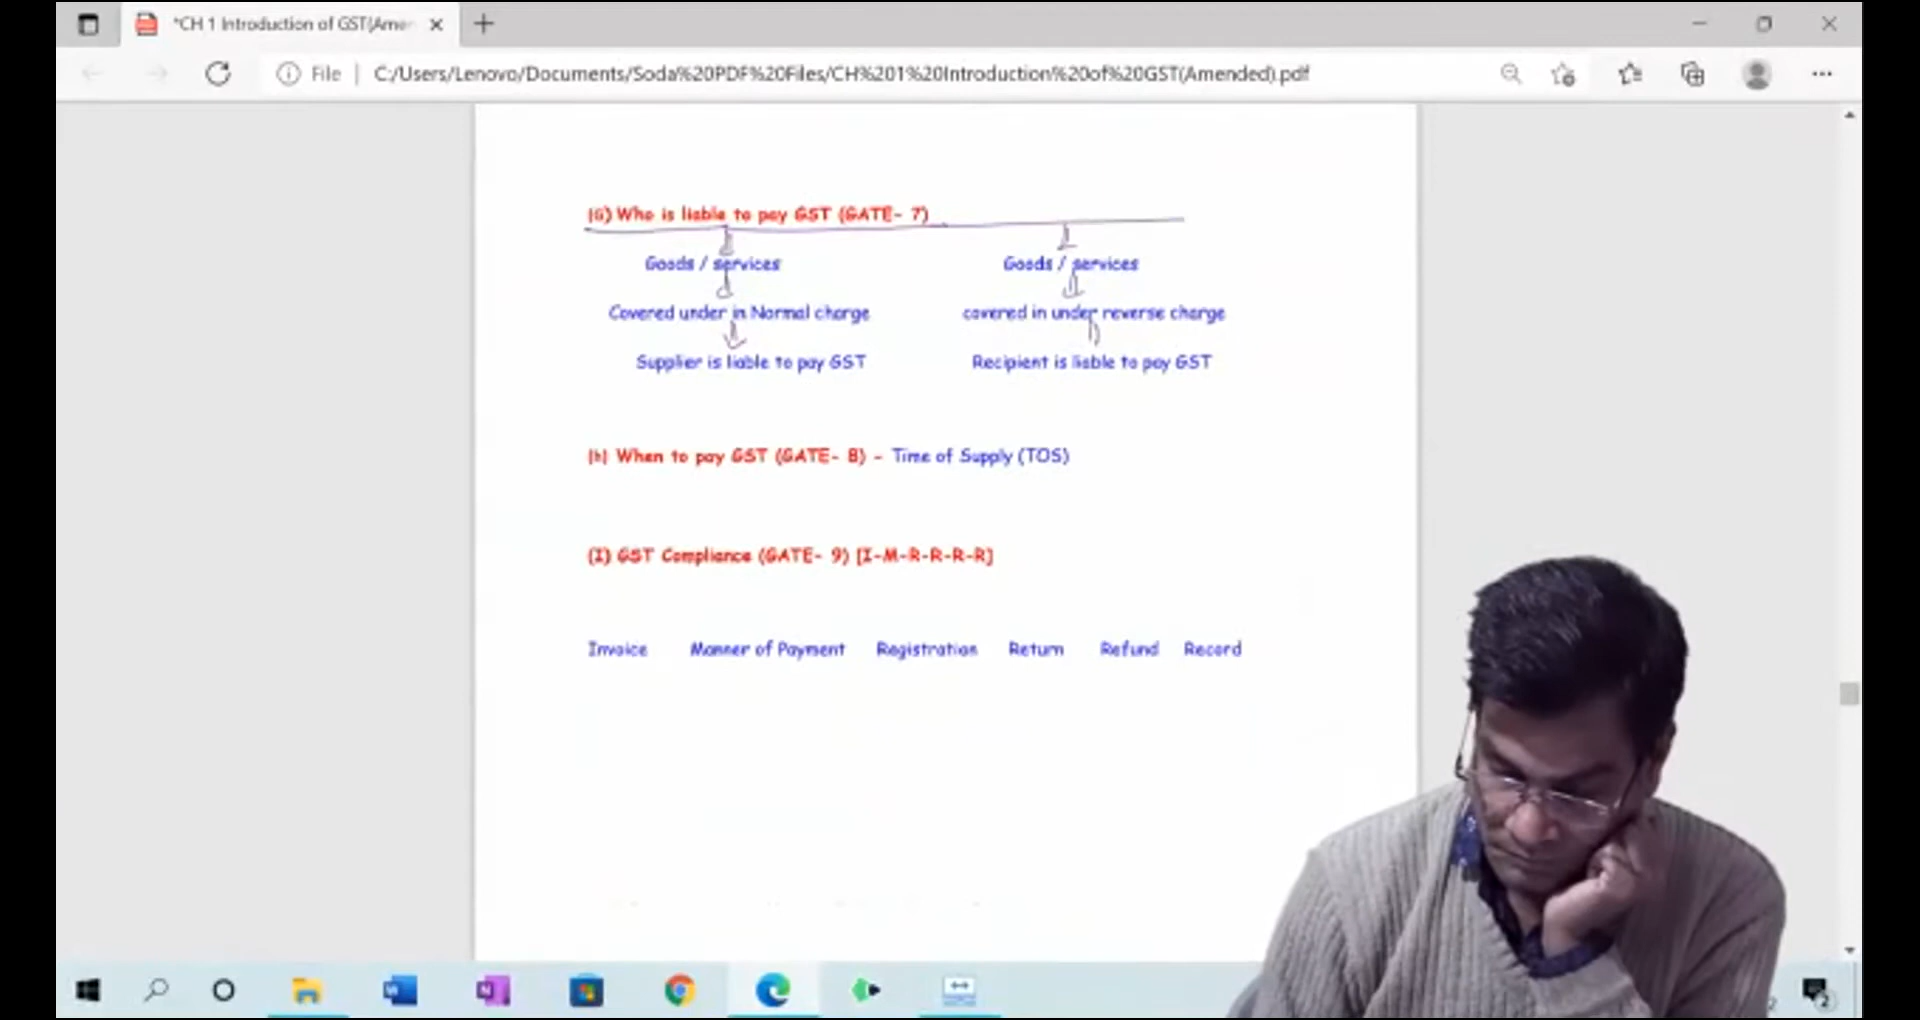 *CH 1 Introduction of GST(Ame
File C:/Users/Lenovo/Documents/Soda%20PDF%20Files/CH%201%20Introduction%20of%20GST(Amended).pdf
(G) Who is liable to pay GST (GATE- 7)
Goods / services Goods / services
Covered under in Normal charge covered in under reverse charge
Supplier is liable to pay GST Recipient is liable to pay GST
(h) When to pay GST (GATE- 8) - Time of Supply (TOS)
(I) GST Compliance (GATE- 9) [I-M-R-R-R-R]
Invoice Manner of Payment Registration Return Refund Record
2